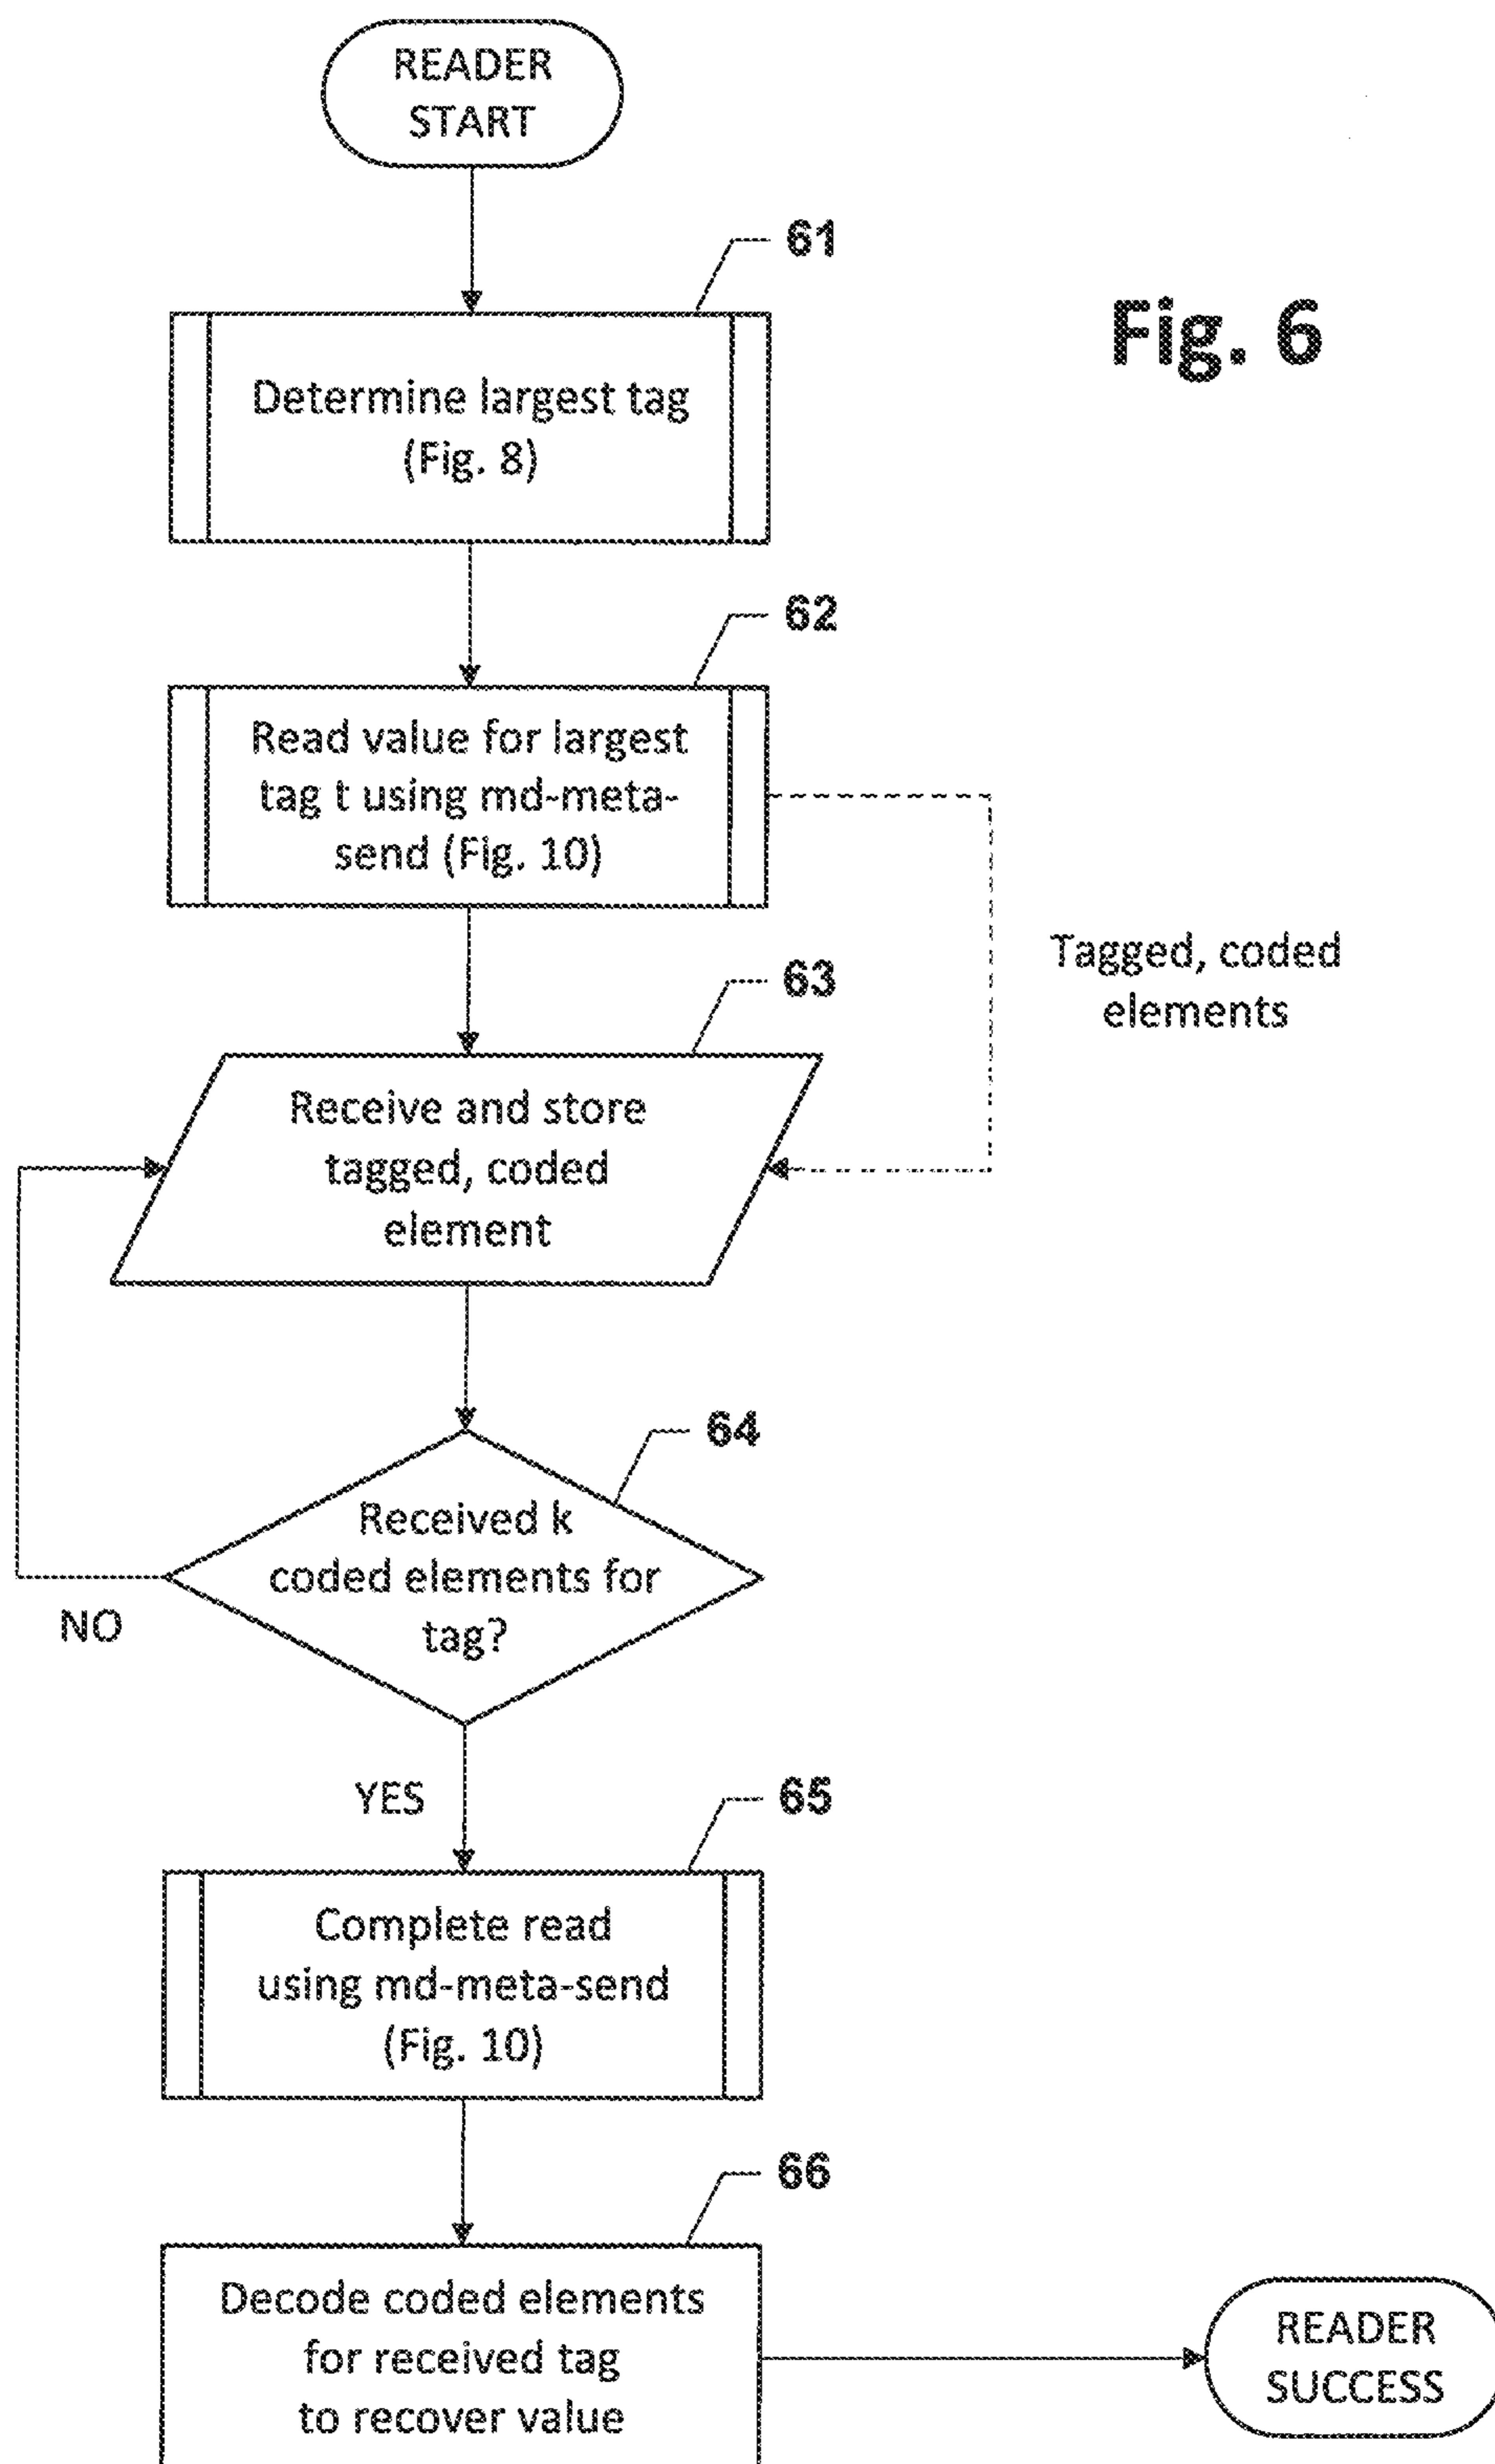 READER
START
61
Fig. 6
Determine largest tag
(Fig. 8)
62
Read value for largest
tag t using md-meta-
send (Fig. 10)
Tagged, coded
elements
63
Receive and store
tagged, coded
element
64
Received k
coded elements for
tag?
NO
YES
65
Complete read
using md-meta-send
(Fig. 10)
66
Decode coded elements
for received tag
to recover value
READER
SUCCESS